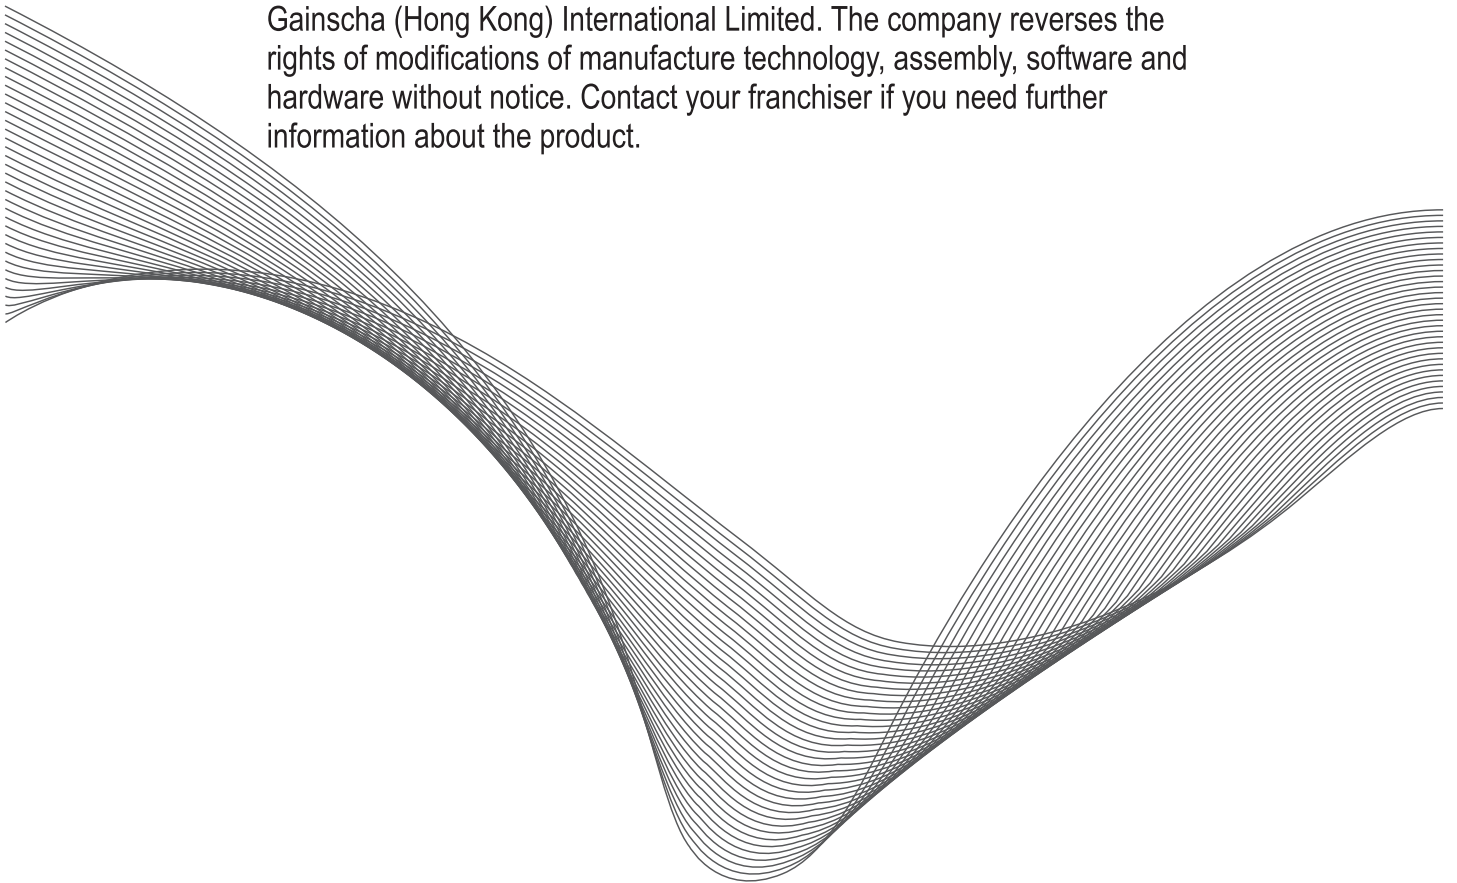 Gainscha (Hong Kong) International Limited. The company reverses the
rights of modifications of manufacture technology, assembly, software and
hardware without notice. Contact your franchiser if you need further
information about the product.